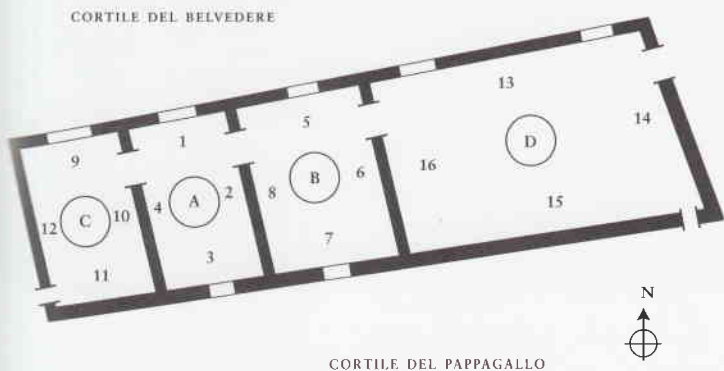 CORTILE DEL BELVEDERE
13
1
5
14
9
D
16
A
2
B
6
4
8
C
10
12
15
7
3
11
N
CORTILE DEL PAPPAGALLO